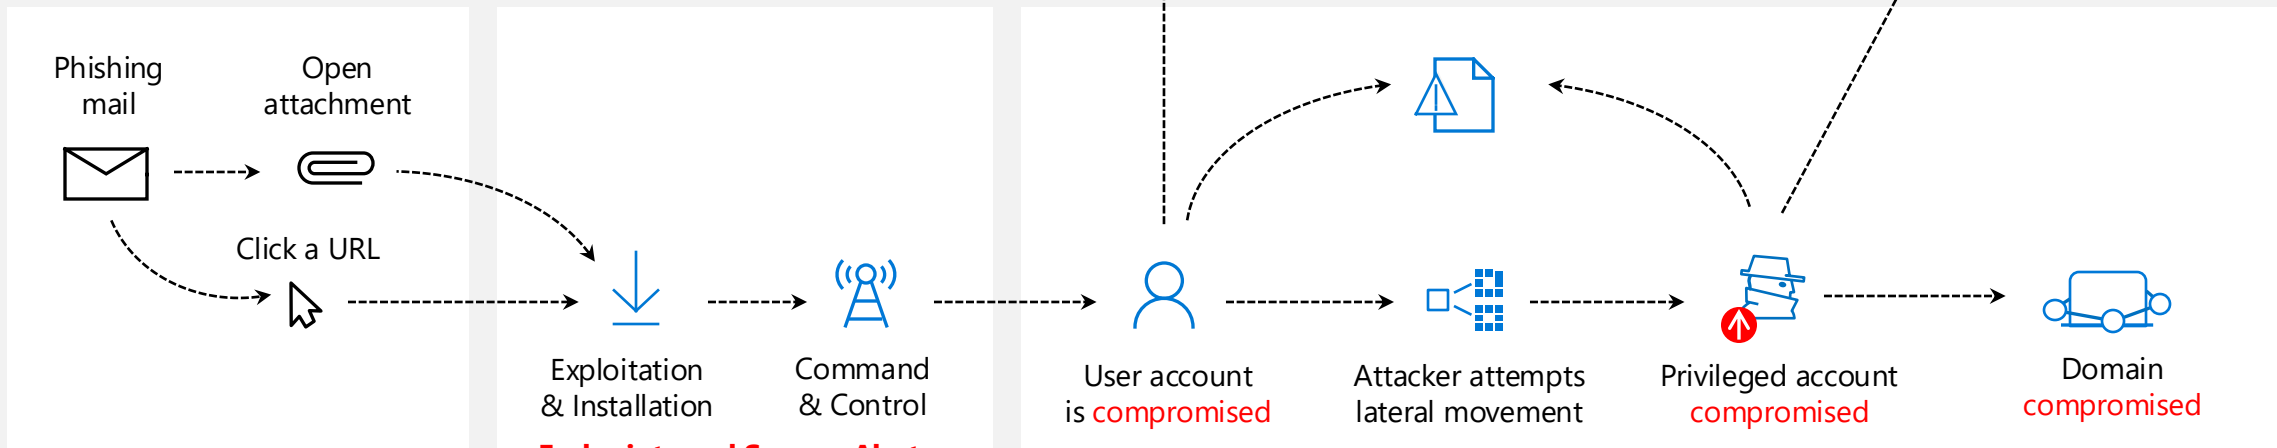 Phishing
mail
Open
attachment
Click a URL
Exploitation
& Installation
Command
& Control
User account
is compromised
Attacker attempts
lateral movement
Privileged account
compromised
Domain
compromised